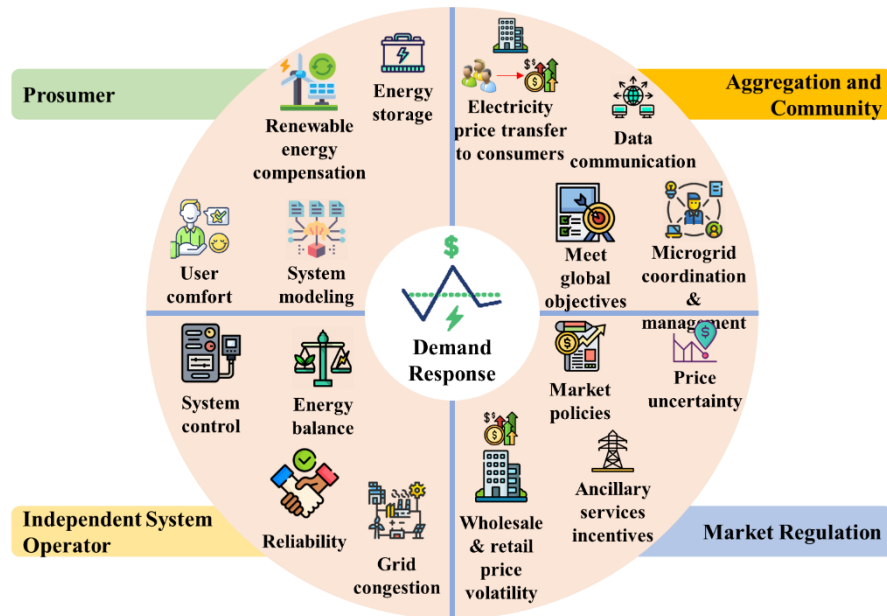 Prosumer
Renewable
energy
compensation
Energy
storage
User
comfort
System
modeling
Aggregation and
Community
Electricity
price transfer
to consumers
Data
communication
Meet
global
objectives
Microgrid
coordination
&
management
$
Demand
Response
Independent System
Operator
System
control
Energy
balance
Reliability
Grid
congestion
Market Regulation
Market
policies
Price
uncertainty
Wholesale
& retail
price
volatility
Ancillary
services
incentives